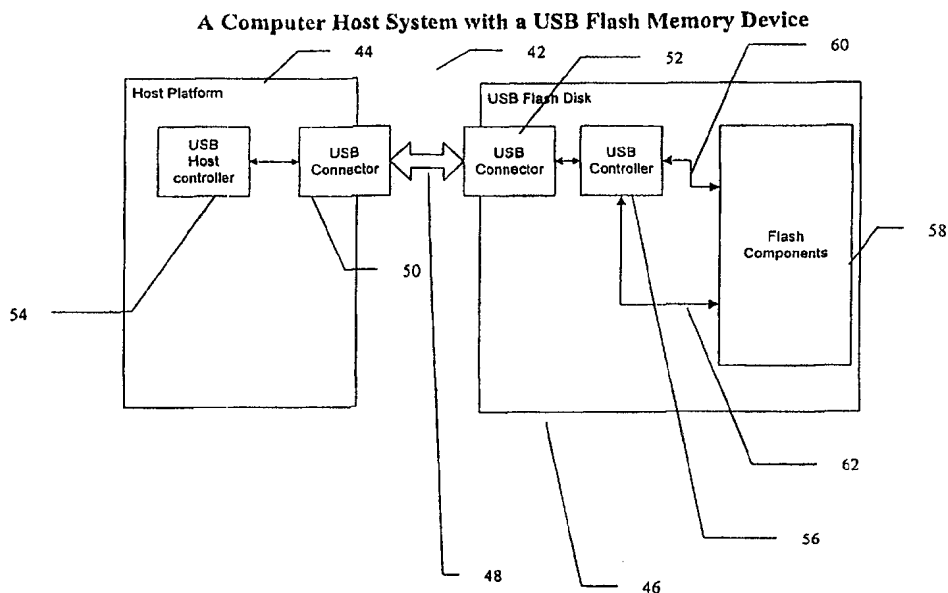 A Computer Host System with a USB Flash Memory Device
44
42
52
60
Host Platform
USB Flash Disk
USB
Host
controller
USB
Connector
USB
Connector
USB
Controller
Flash
Components
58
50
54
62
56
48
46